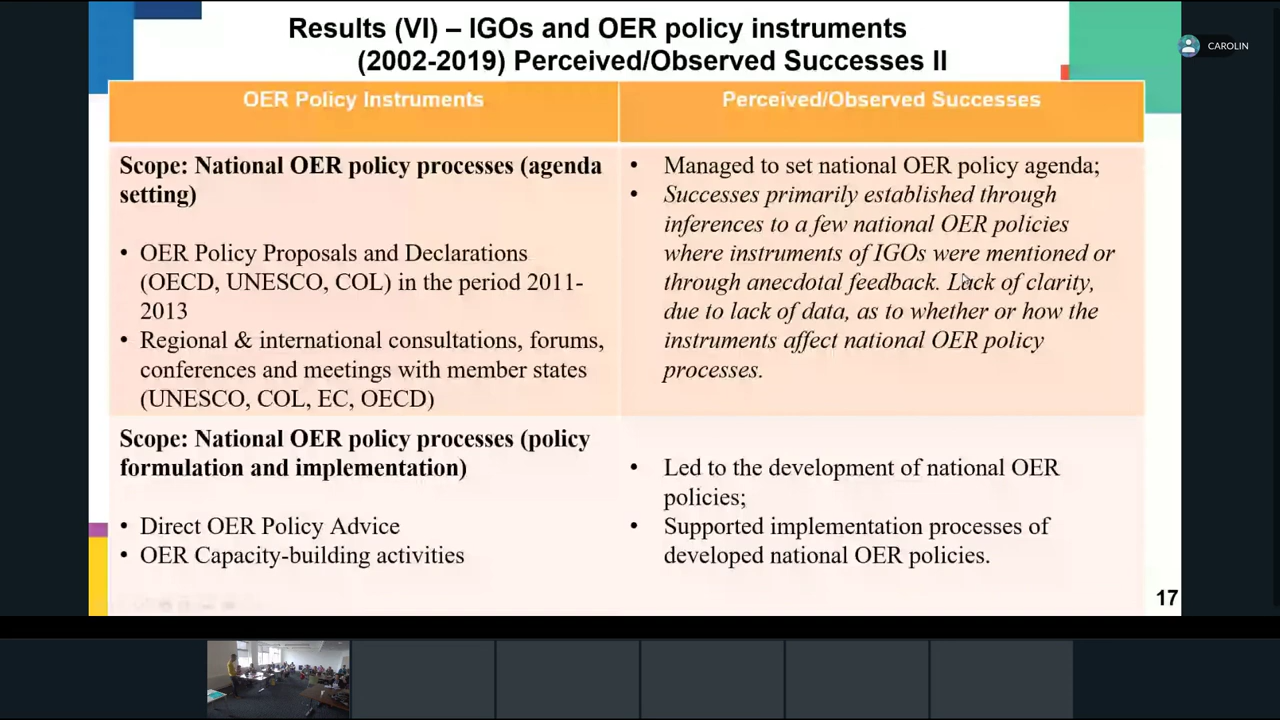 Results (VI) – IGOs and OER policy instruments
(2002-2019) Perceived/Observed Successes II
CAROLIN
OER Policy Instruments
Perceived/Observed Successes
Scope: National OER policy processes (agenda
setting)
• OER Policy Proposals and Declarations
(OECD, UNESCO, COL) in the period 2011-
2013
• Regional & international consultations, forums,
conferences and meetings with member states
(UNESCO, COL, EC, OECD)
• Managed to set national OER policy agenda;
• Successes primarily established through
inferences to a few national OER policies
where instruments of IGOs were mentioned or
through anecdotal feedback. Lack of clarity,
due to lack of data, as to whether or how the
instruments affect national OER policy
processes.
Scope: National OER policy processes (policy
formulation and implementation)
• Direct OER Policy Advice
• OER Capacity-building activities
• Led to the development of national OER
policies;
• Supported implementation processes of
developed national OER policies.
17